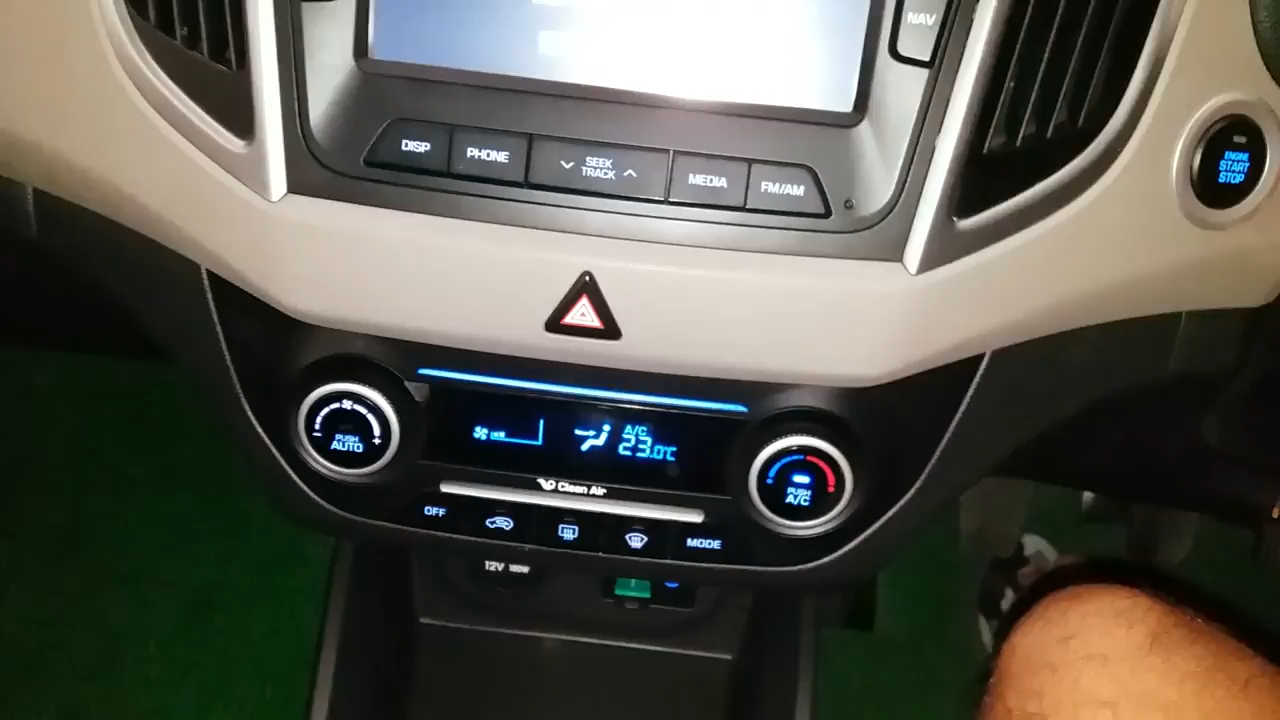 NAV
DISP
PHONE
SEEK
TRACK
MEDIA
FM/AM
ENGINE
START
STOP
PUSH
AUTO
A/C
23.0°C
Clean Air
PUSH
A/C
OFF
MODE
12V 180W